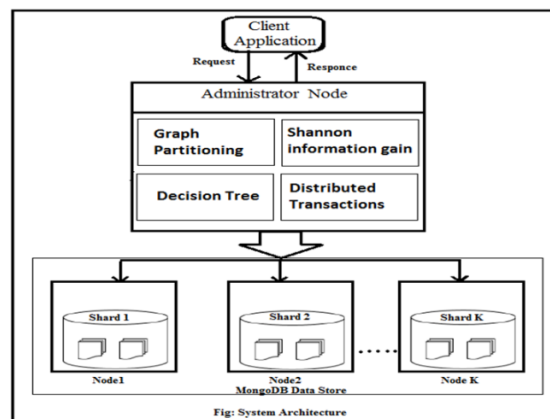 Client
Application
Request
Responce
Administrator Node
Graph
Partitioning
Shannon
information gain
Decision Tree
Distributed
Transactions
Shard 1
Shard 2
Shard K
Node1
Node2
Node K
MongoDB Data Store
Fig: System Architecture